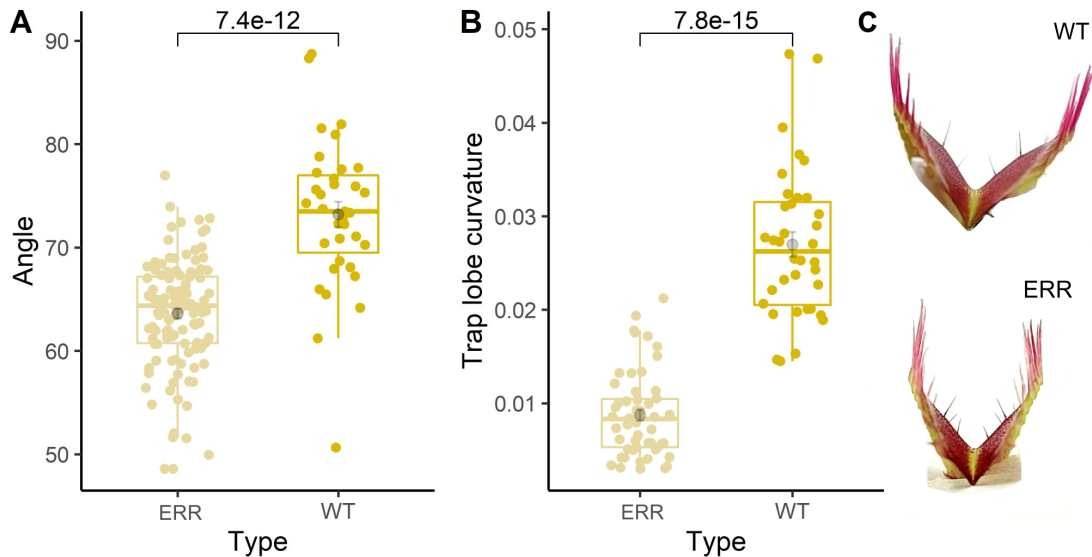 A
7.4e-12
90
80
70
60
50
Angle
ERR
WT
Type
B
7.8e-15
0.05
0.04
0.03
0.02
0.01
Trap lobe curvature
ERR
WT
Type
C
WT
ERR